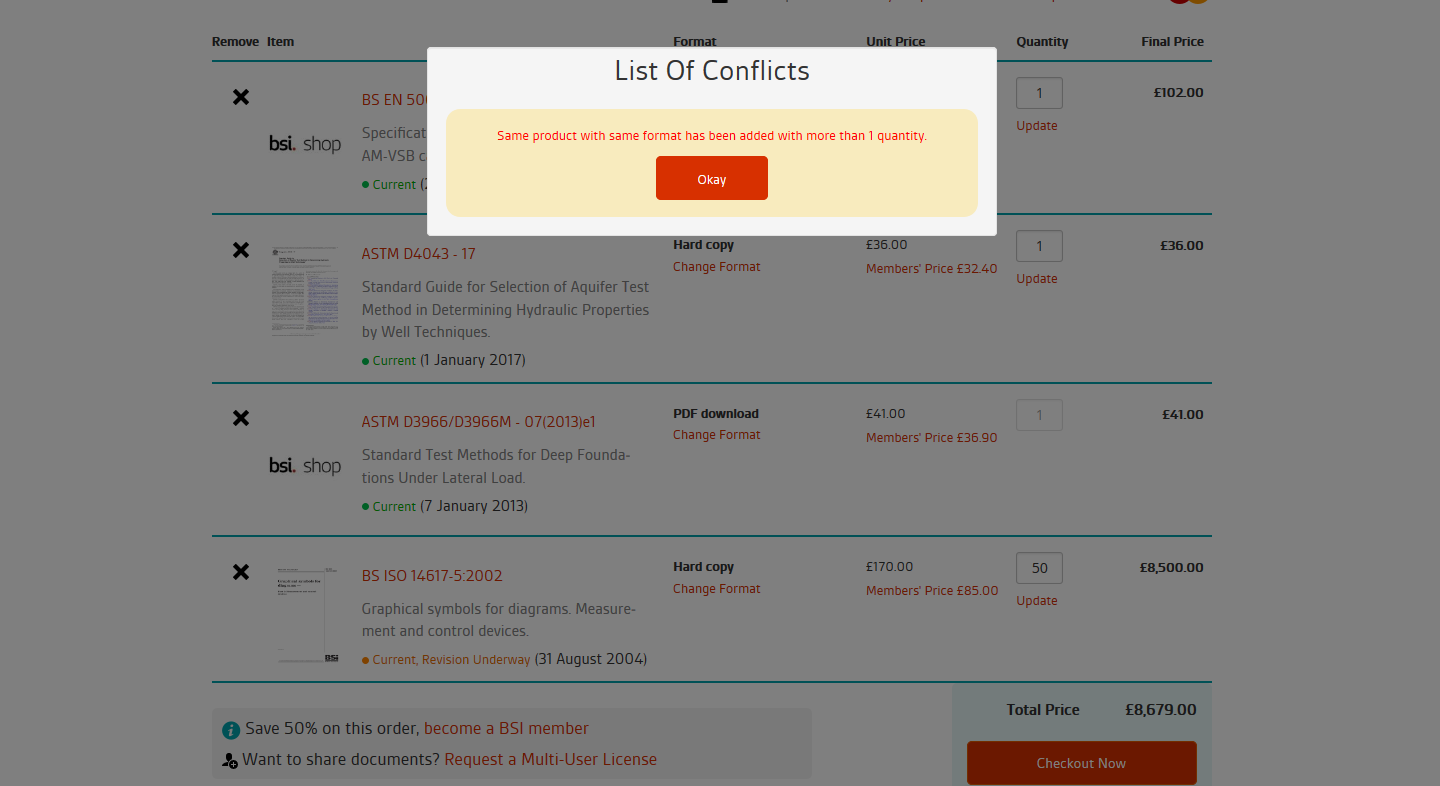 Remove Item Format Unit Price Quantity Final Price
List Of Conflicts
Same product with same format has been added with more than 1 quantity.
Okay
BS EN
Specificat
AM-VSB
Current
bsi. shop
1
Update
£102.00
ASTM D4043 - 17
Standard Guide for Selection of Aquifer Test
Method in Determining Hydraulic Properties
by Well Techniques.
Current (1 January 2017)
Hard copy
Change Format
£36.00
Members' Price £32.40
1
Update
£36.00
bsi. shop
ASTM D3966/D3966M - 07(2013)e1
Standard Test Methods for Deep Founda-
tions Under Lateral Load.
Current (7 January 2013)
PDF download
Change Format
£41.00
Members' Price £36.90
1
£41.00
BS ISO 14617-5:2002
Graphical symbols for diagrams. Measure-
ment and control devices.
Current, Revision Underway (31 August 2004)
bsi
Hard copy
Change Format
£170.00
Members' Price £85.00
50
Update
£8,500.00
Save 50% on this order, become a BSI member
Want to share documents? Request a Multi-User License
Total Price £8,679.00
Checkout Now